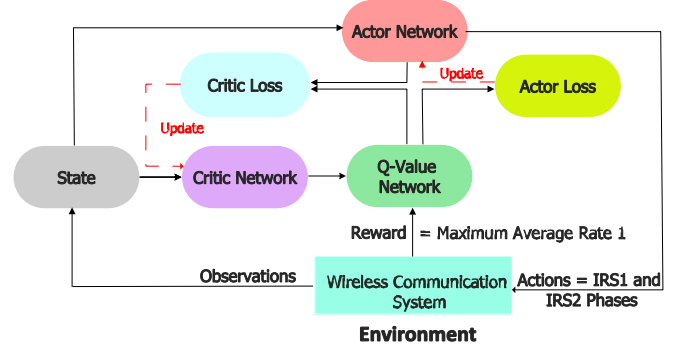 Actor Network
Critic Loss
Update
Actor Loss
Update
State
Critic Network
Q-Value
Network
Reward = Maximum Average Rate 1
Observations
Wireless Communication
System
Actions = IRS1 and
IRS2 Phases
Environment